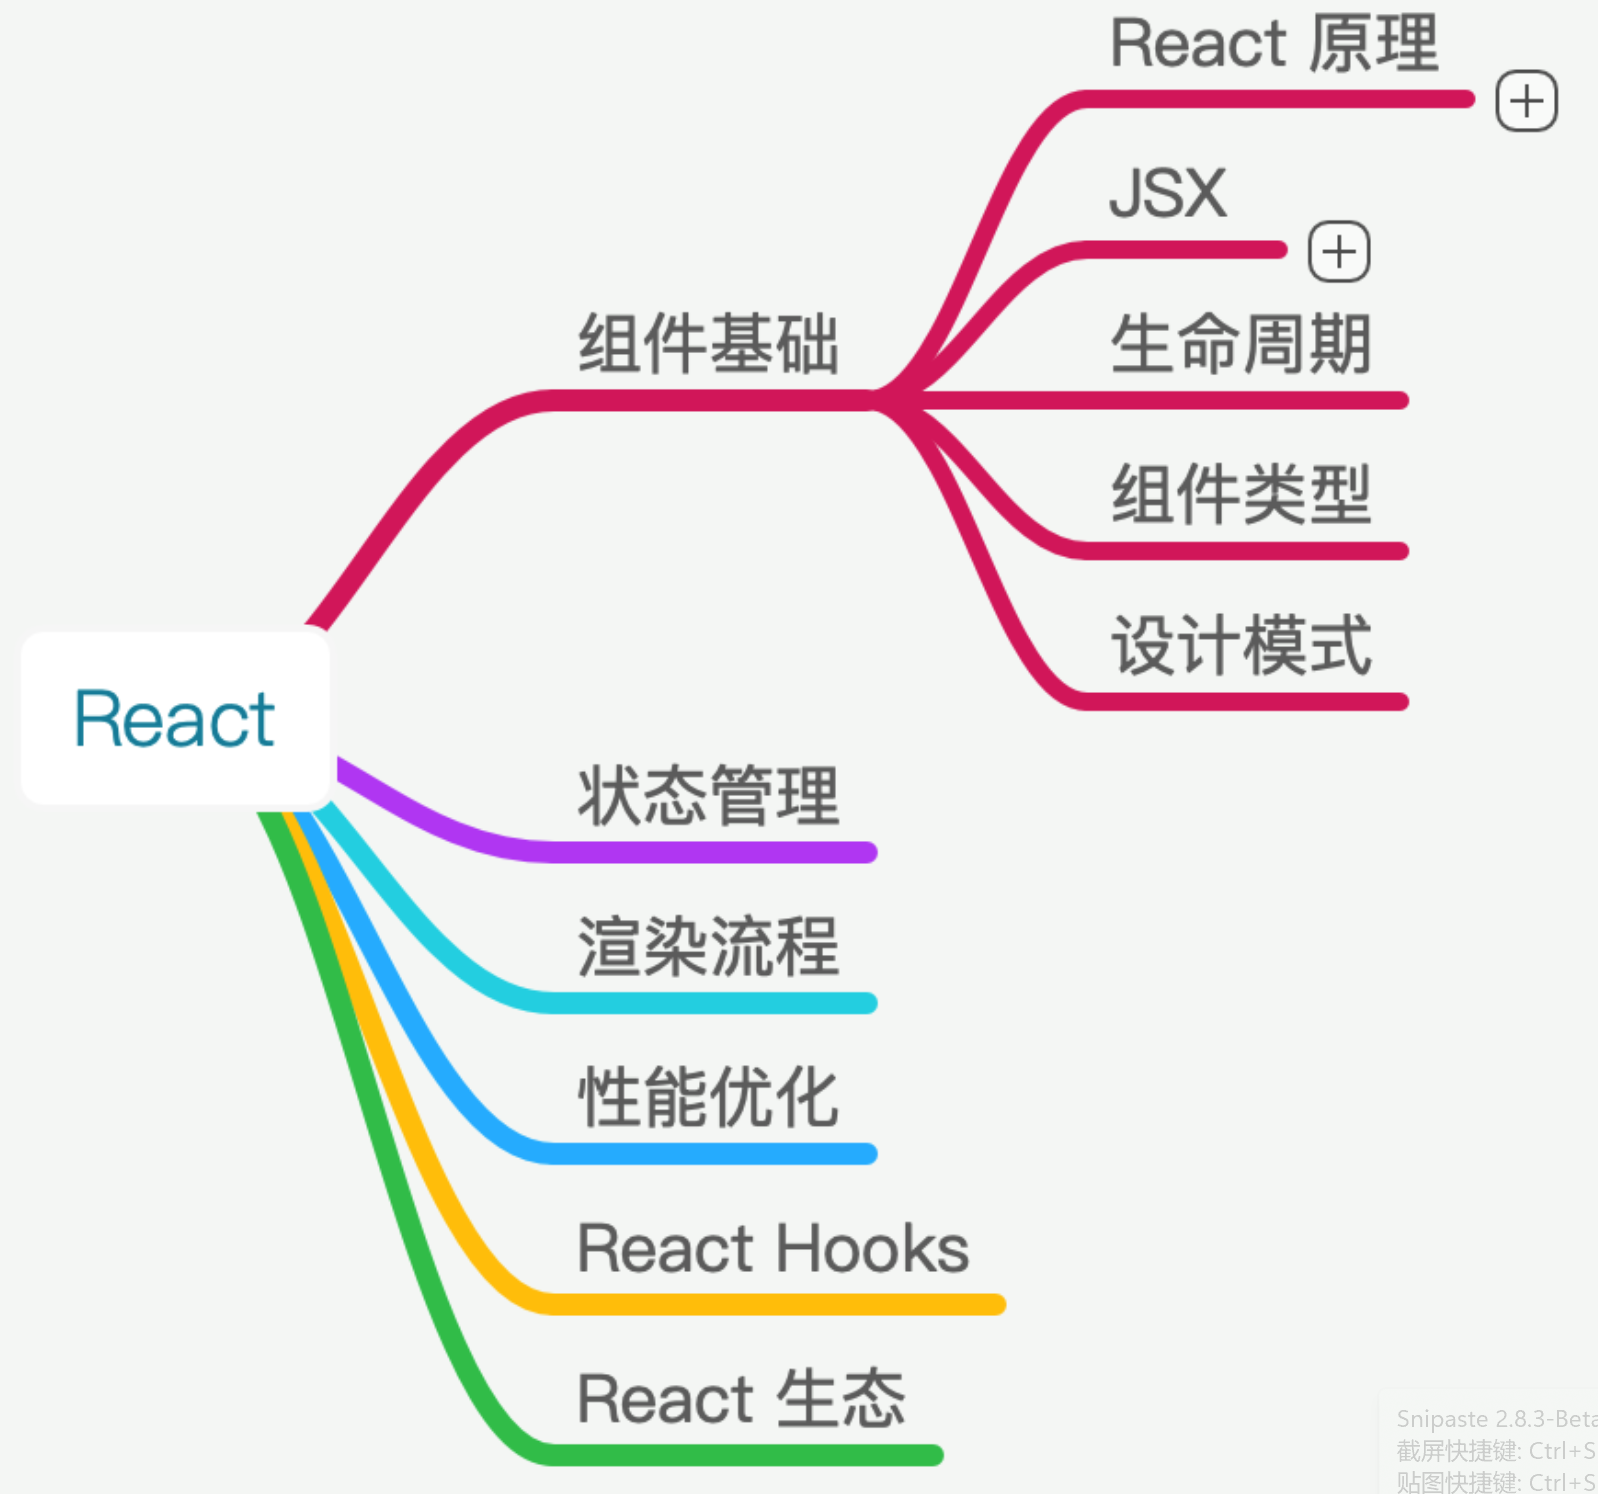 React 原理
JSX
组件基础
生命周期
组件类型
设计模式
React
状态管理
渲染流程
性能优化
React Hooks
React 生态
Snipaste 2.8.3-Beta
截屏快捷键: Ctrl+S
贴图快捷键: Ctrl+S